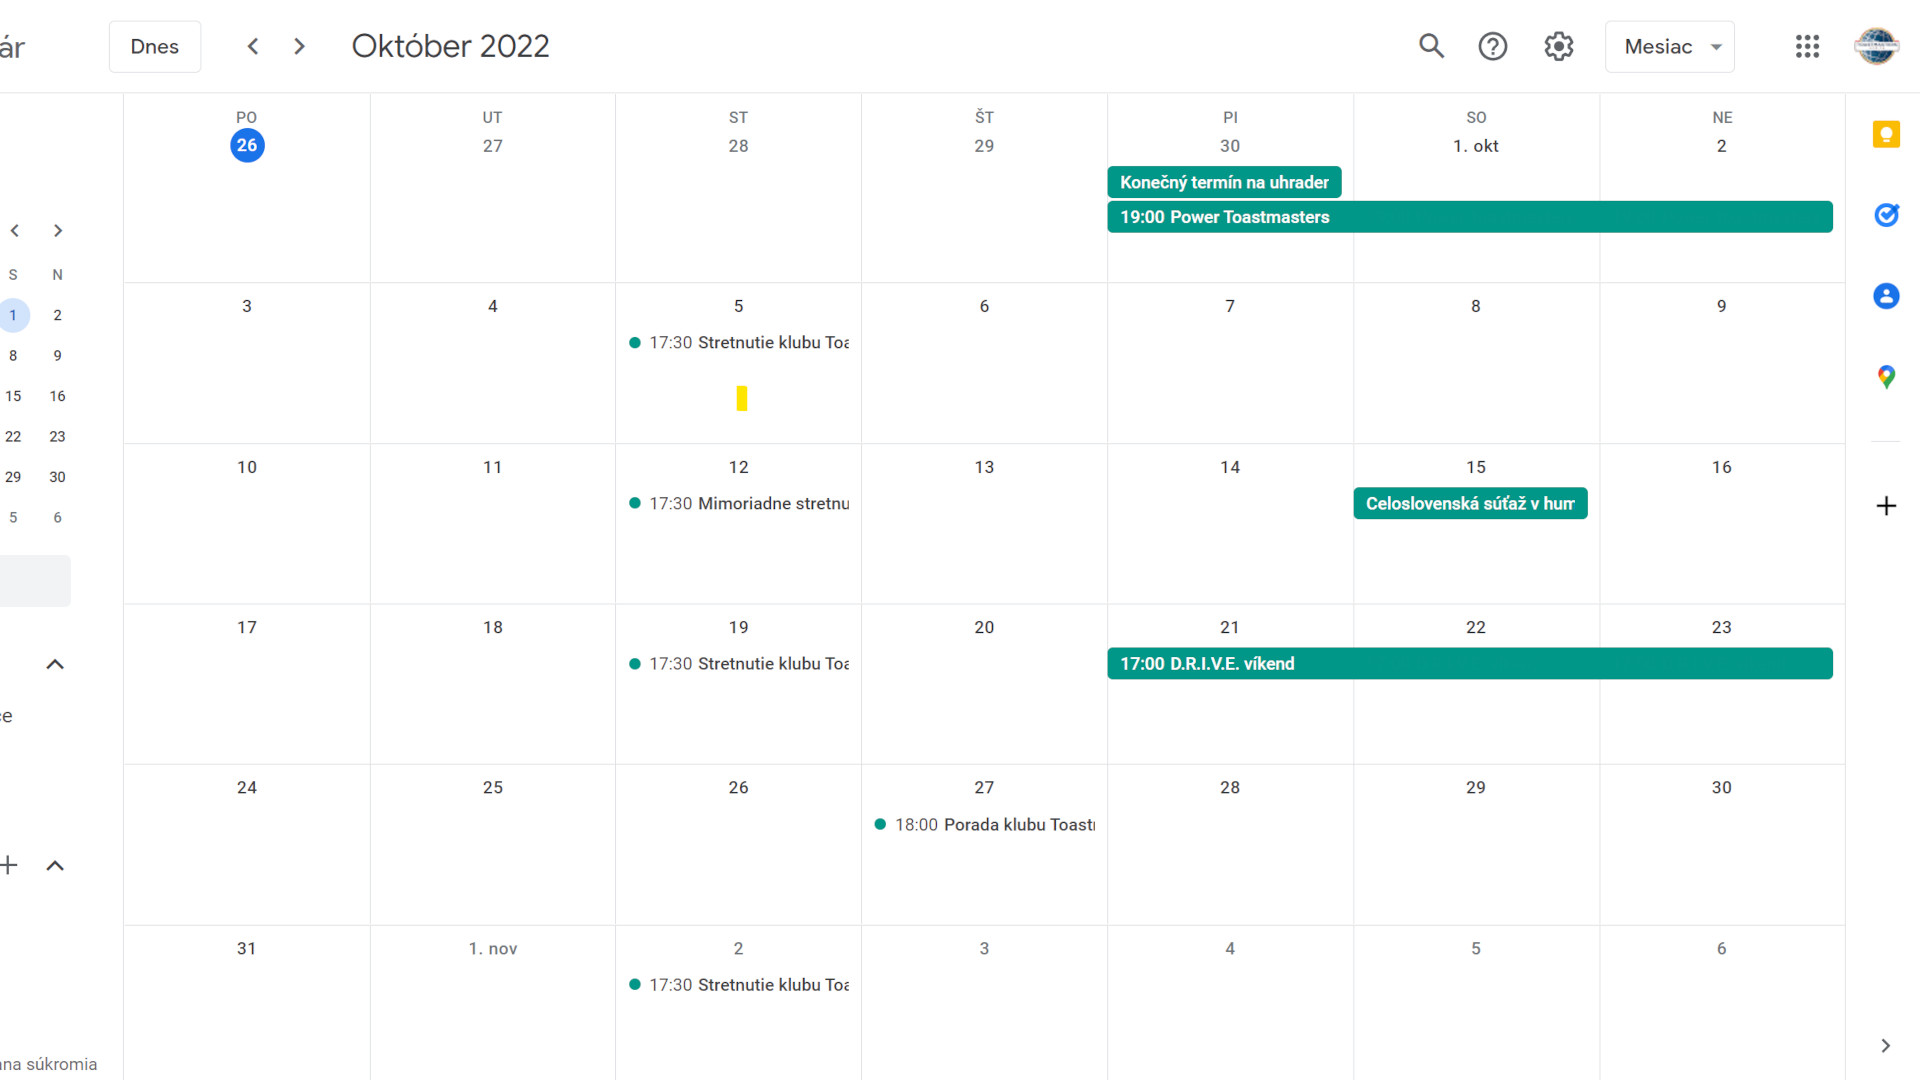 ár
Dnes
Október 2022
Mesiac
PO
UT
ST
ŠT
PI
SO
NE
26
27
28
29
30
1. okt
2
Konečný termín na uhrader
19:00 Power Toastmasters
S
N
1
2
8
9
15
16
22
23
29
30
5
6
3
4
5
6
7
8
9
17:30 Stretnutie klubu Toa
10
11
12
13
14
15
16
17:30 Mimoriadne stretnu
Celoslovenská súťaž v hum
17
18
19
20
21
22
23
17:30 Stretnutie klubu Toa
17:00 D.R.I.V.E. víkend
ce
24
25
26
27
28
29
30
18:00 Porada klubu Toastr
31
1. nov
2
3
4
5
6
17:30 Stretnutie klubu Toa
na súkromia